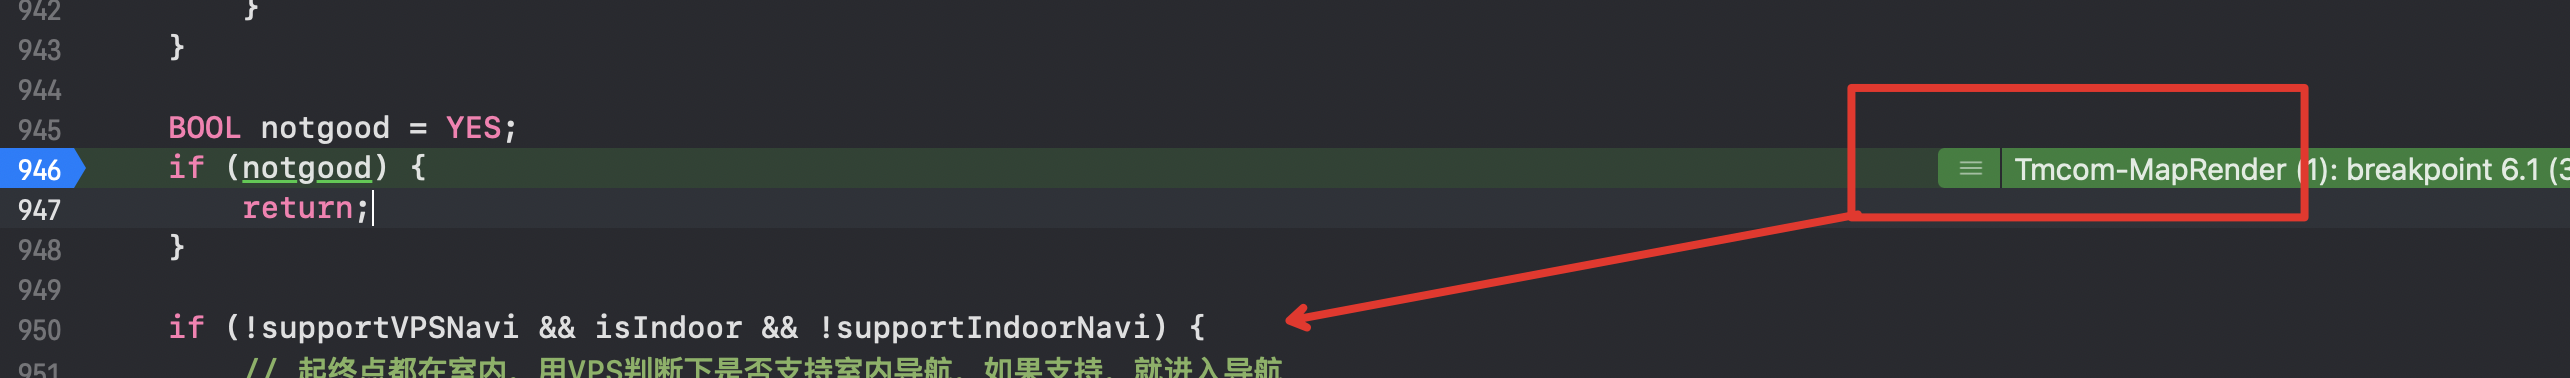 942 }
943 }
944
945 BOOL notgood = YES;
946 if (notgood) { Tmcom-MapRender (1): breakpoint 6.1 (3
947 return;
948 }
949
950 if (!supportVPSNavi && isIndoor && !supportIndoorNavi) {
951 // 起终点都在室内，用VPS判断下是否支持室内导航，如果支持，就进入导航